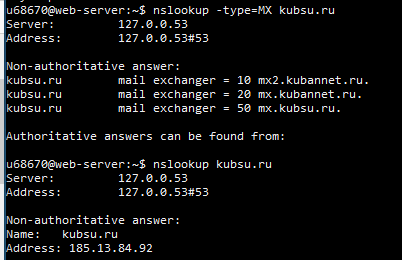 u68670@web-server:~$ nslookup -type=MX kubsu.ru
Server:         127.0.0.53
Address:        127.0.0.53#53
Non-authoritative answer:
kubsu.ru        mail exchanger = 10 mx2.kubannet.ru.
kubsu.ru        mail exchanger = 20 mx.kubannet.ru.
kubsu.ru        mail exchanger = 50 mx.kubsu.ru.
Authoritative answers can be found from:
u68670@web-server:~$ nslookup kubsu.ru
Server:         127.0.0.53
Address:        127.0.0.53#53
Non-authoritative answer:
Name:   kubsu.ru
Address: 185.13.84.92